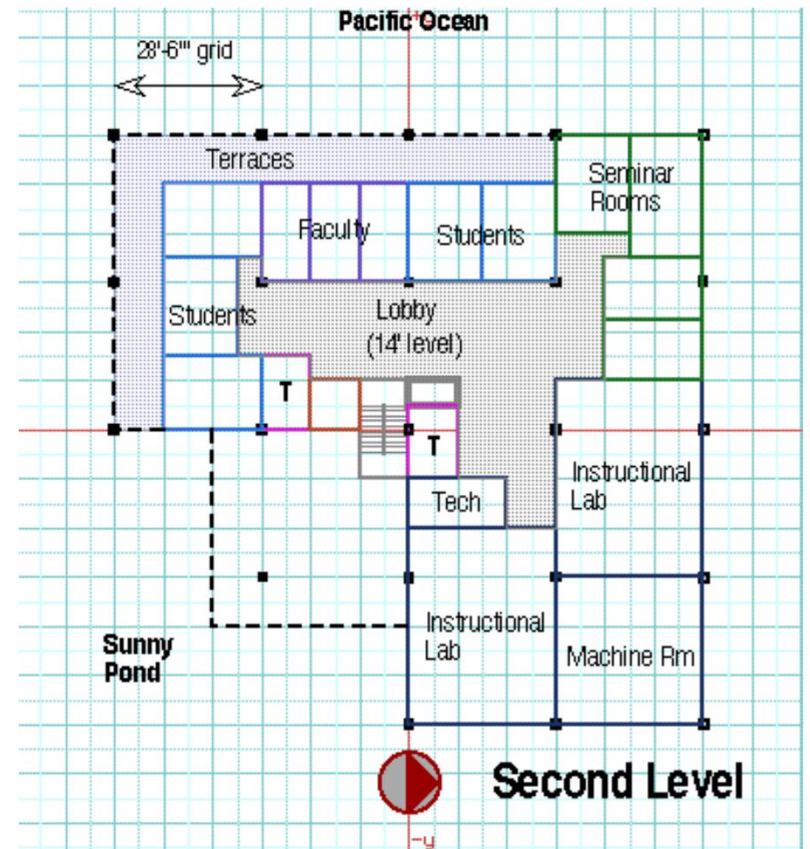 Pacific Ocean
28'-6'" grid
Terraces
Seminar
Rooms
Faculty
Students
Students
Lobby
(14' level)
T
T
Tech
Instructional
Lab
Instructional
Lab
Machine Rm
Sunny
Pond
Second Level
-y